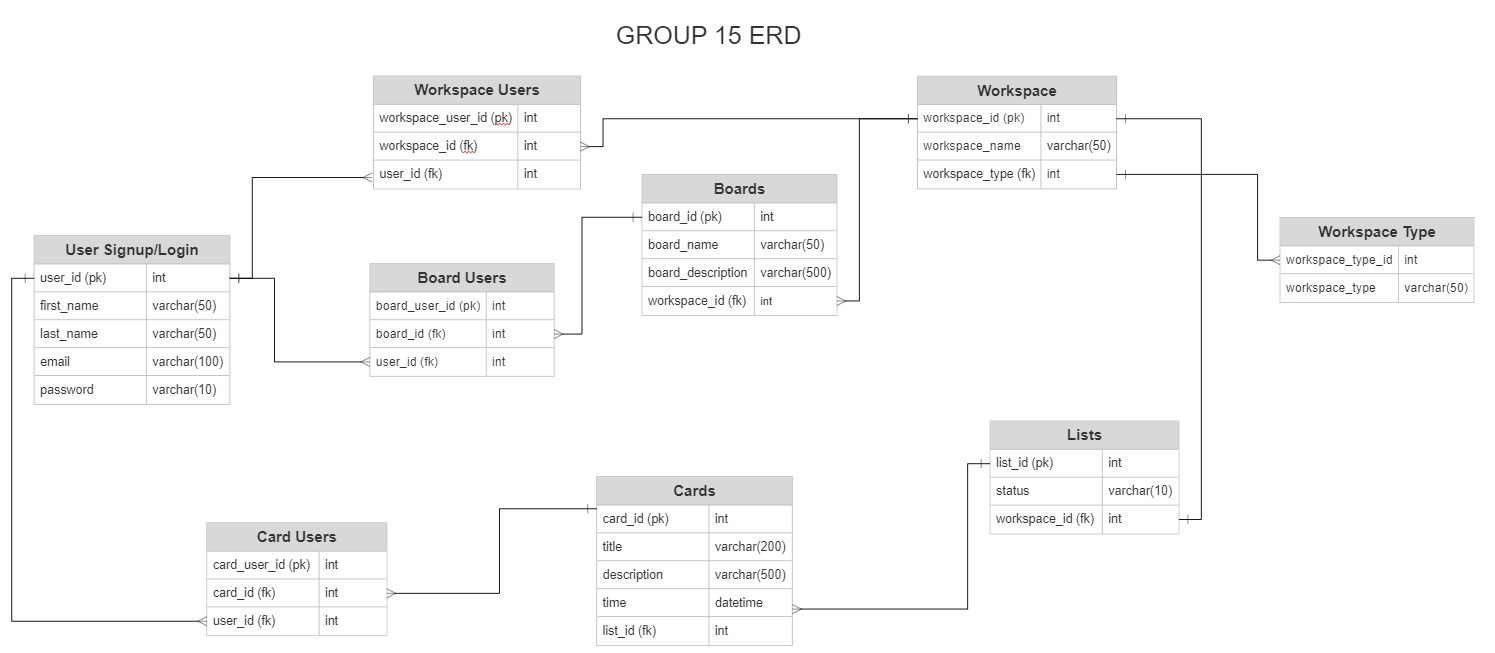 GROUP 15 ERD
Workspace Users
workspace_user_id (pk) int
workspace_id (fk) int
user_id (fk) int
Workspace
workspace_id (pk) int
workspace_name varchar(50)
workspace_type (fk) int
Boards
board_id (pk) int
board_name varchar(50)
board_description varchar(500)
workspace_id (fk) int
Workspace Type
workspace_type_id int
workspace_type varchar(50)
User Signup/Login
user_id (pk) int
first_name varchar(50)
last_name varchar(50)
email varchar(100)
password varchar(10)
Board Users
board_user_id (pk) int
board_id (fk) int
user_id (fk) int
Lists
list_id (pk) int
status varchar(10)
workspace_id (fk) int
Cards
card_id (pk) int
title varchar(200)
description varchar(500)
time datetime
list_id (fk) int
Card Users
card_user_id (pk) int
card_id (fk) int
user_id (fk) int